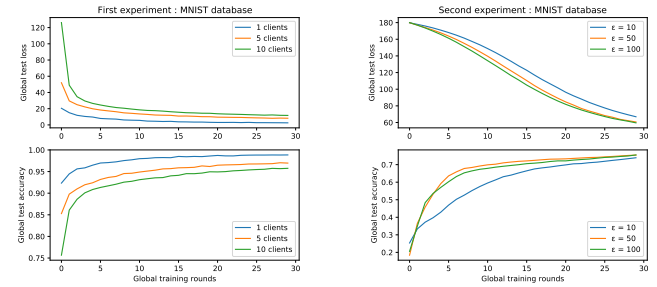 First experiment : MNIST database
Global test loss
120
100
80
60
40
20
0
1 clients
5 clients
10 clients
0 5 10 15 20 25 30
Global test accuracy
1.00
0.95
0.90
0.85
0.80
0.75
1 clients
5 clients
10 clients
0 5 10 15 20 25 30
Global training rounds
Second experiment : MNIST database
Global test loss
180
160
140
120
100
80
60
ε = 10
ε = 50
ε = 100
0 5 10 15 20 25 30
Global test accuracy
0.7
0.6
0.5
0.4
0.3
0.2
ε = 10
ε = 50
ε = 100
0 5 10 15 20 25 30
Global training rounds